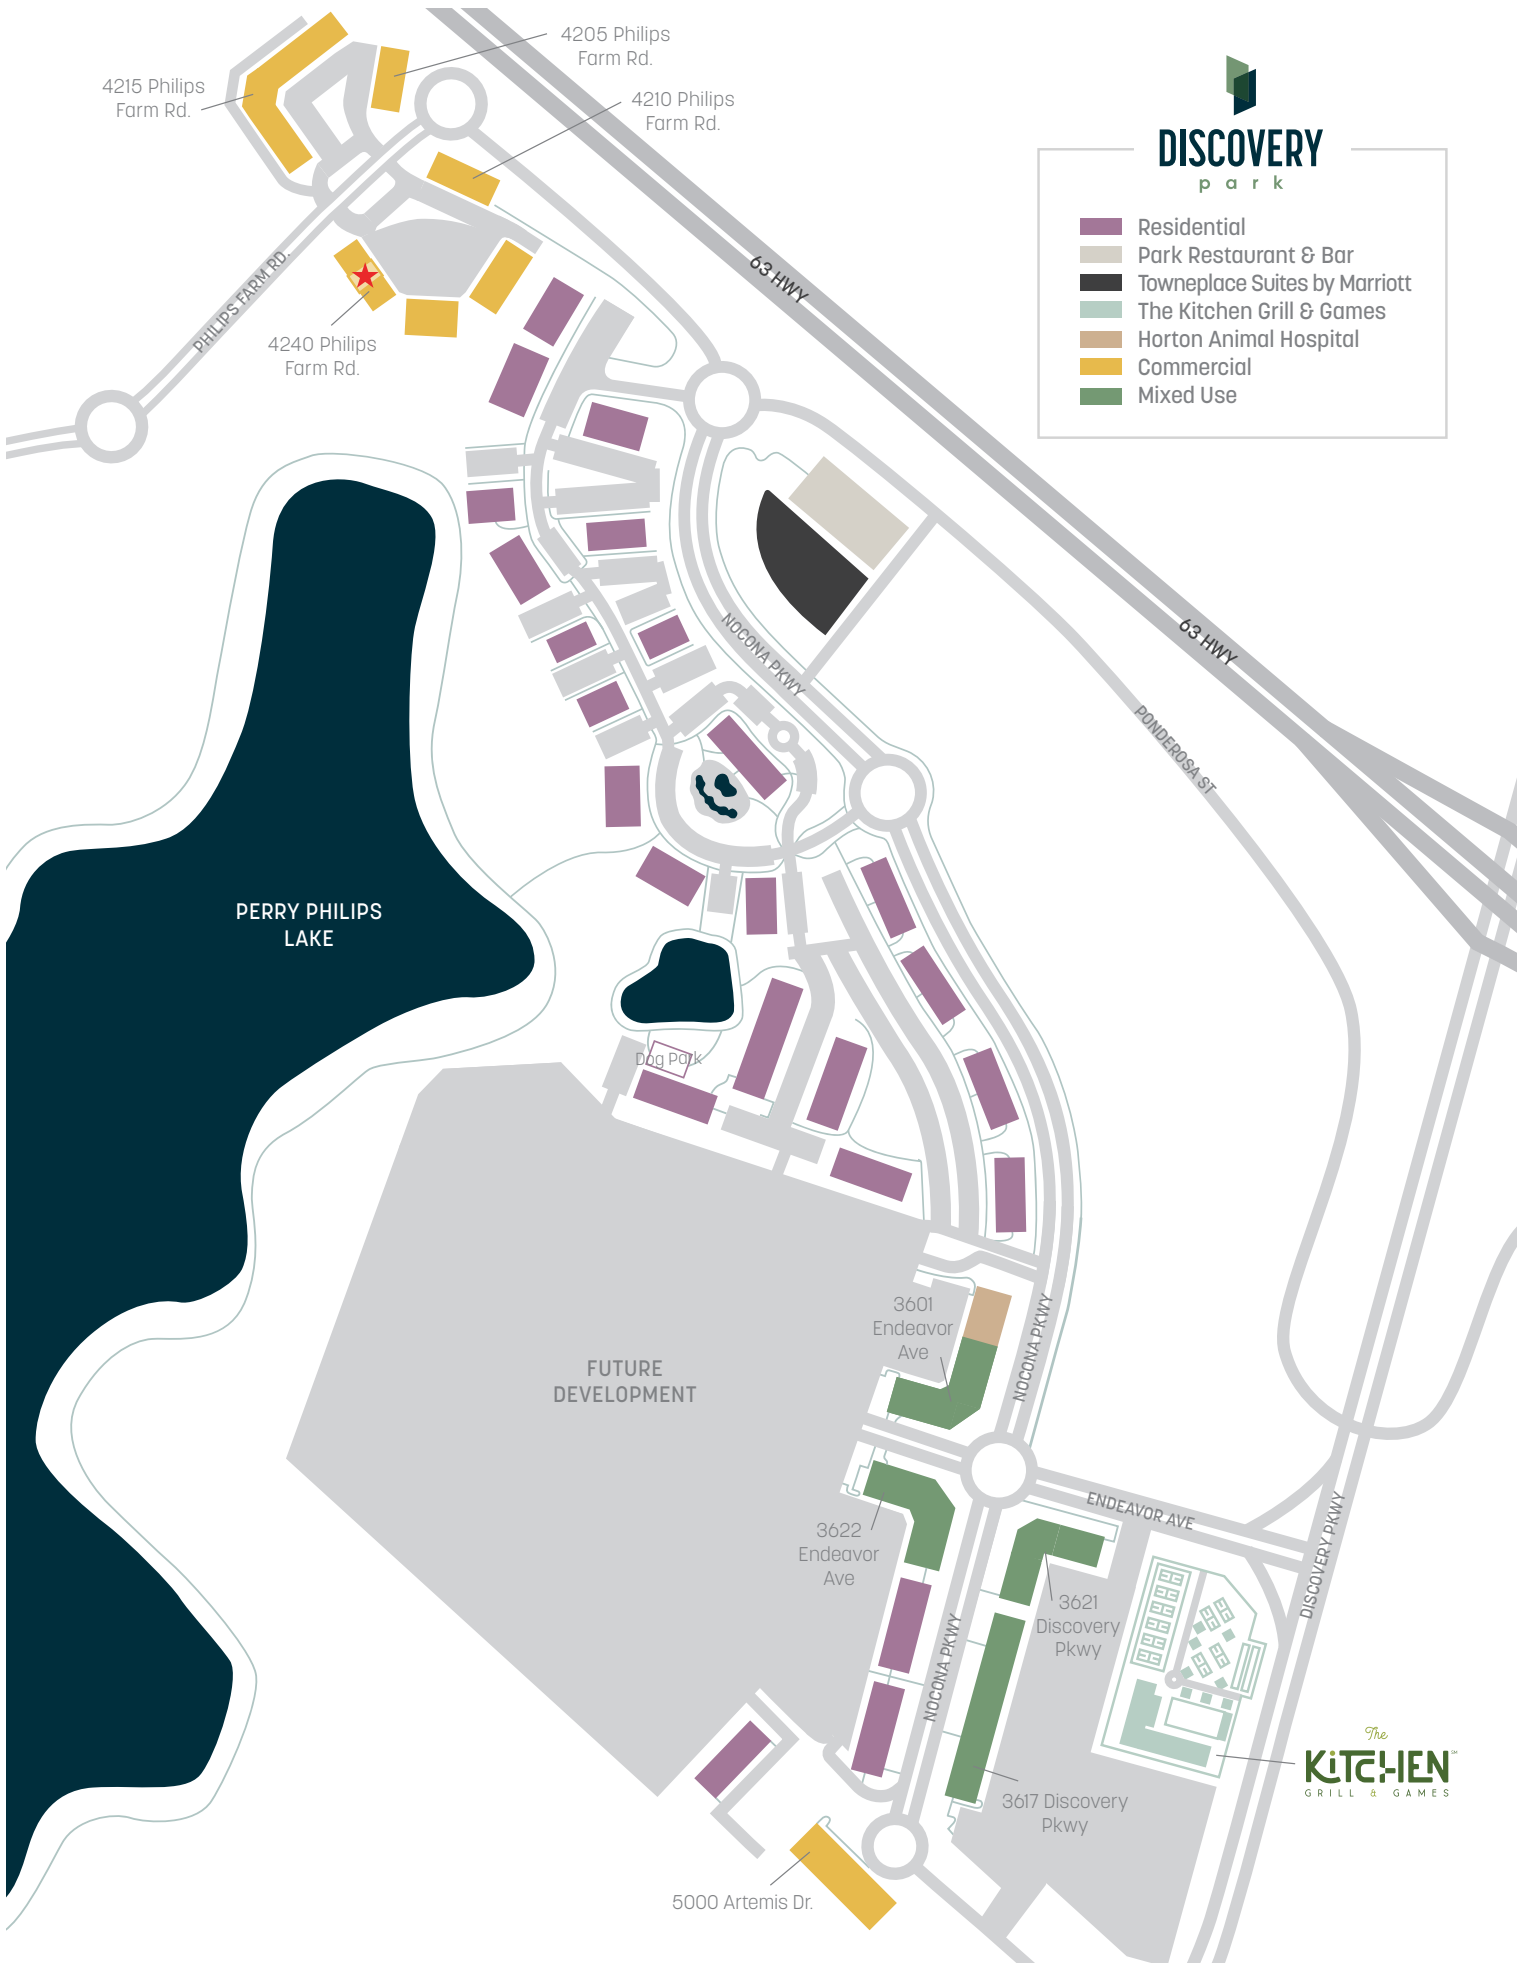 4205 Philips
Farm Rd.
4215 Philips
Farm Rd.
4210 Philips
Farm Rd.
DISCOVERY
park
Residential
Park Restaurant & Bar
Towneplace Suites by Marriott
The Kitchen Grill & Games
Horton Animal Hospital
Commercial
Mixed Use
63 HWY
PHILIPS FARM RD.
4240 Philips
Farm Rd.
NOCONA PKWY
63 HWY
PONDEROSA ST
PERRY PHILIPS
LAKE
Dog Park
3601
Endeavor
Ave
NOCONA PKWY
FUTURE
DEVELOPMENT
ENDEAVOR AVE
DISCOVERY PKWY
3622
Endeavor
Ave
3621
Discovery
Pkwy
NOCONA PKWY
The
KITCHEN
SM
GRILL & GAMES
3617 Discovery
Pkwy
5000 Artemis Dr.